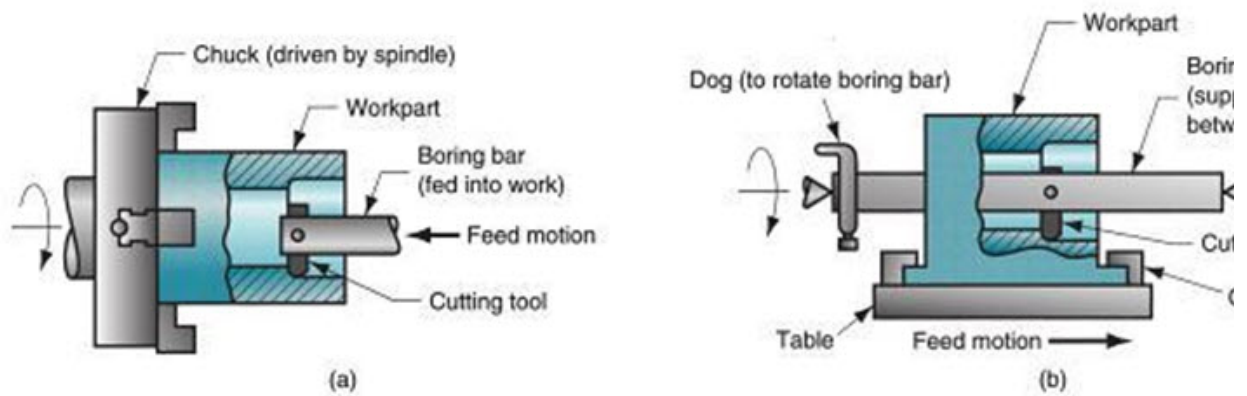 Chuck (driven by spindle)
Workpart
Boring bar
(fed into work)
Feed motion
Cutting tool
(a)
Workpart
Dog (to rotate boring bar)
Table
Feed motion
(b)